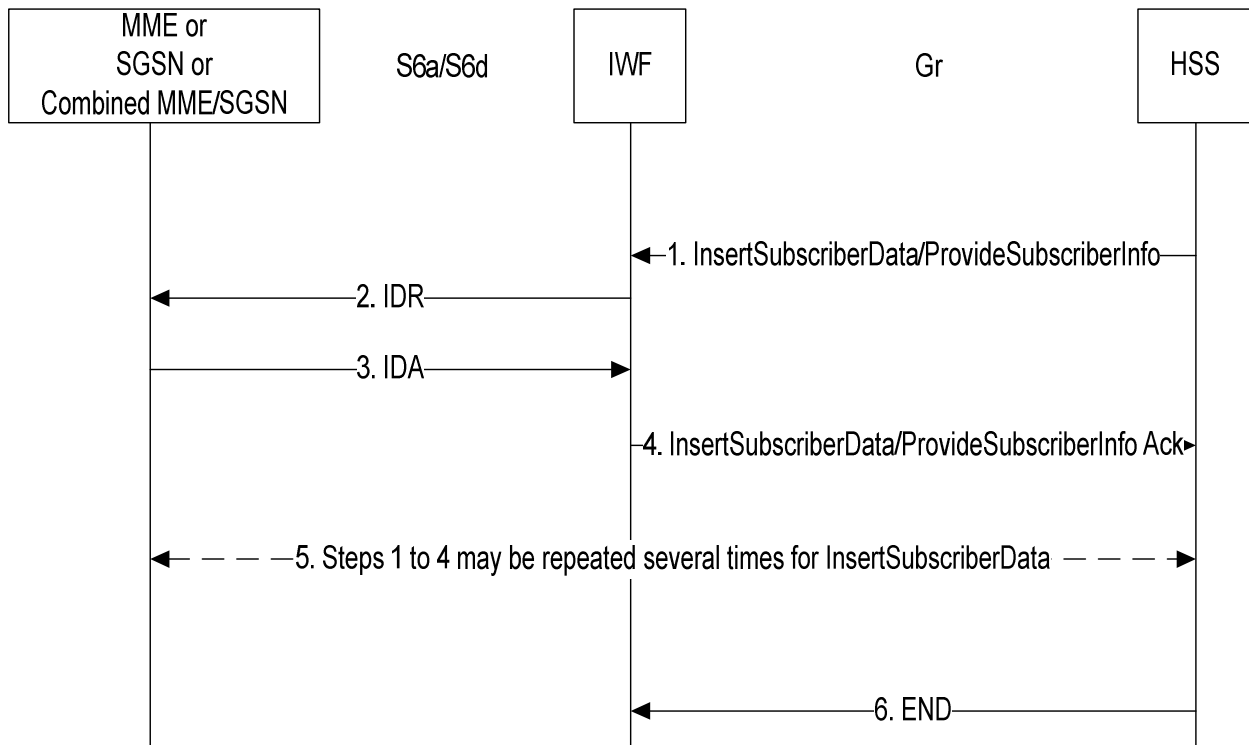 MME or
SGSN or
Combined MME/SGSN
S6a/S6d
IWF
Gr
HSS
1. InsertSubscriberData/ProvideSubscriberInfo
2. IDR
3. IDA
4. InsertSubscriberData/ProvideSubscriberInfo Ack
5. Steps 1 to 4 may be repeated several times for InsertSubscriberData
6. END